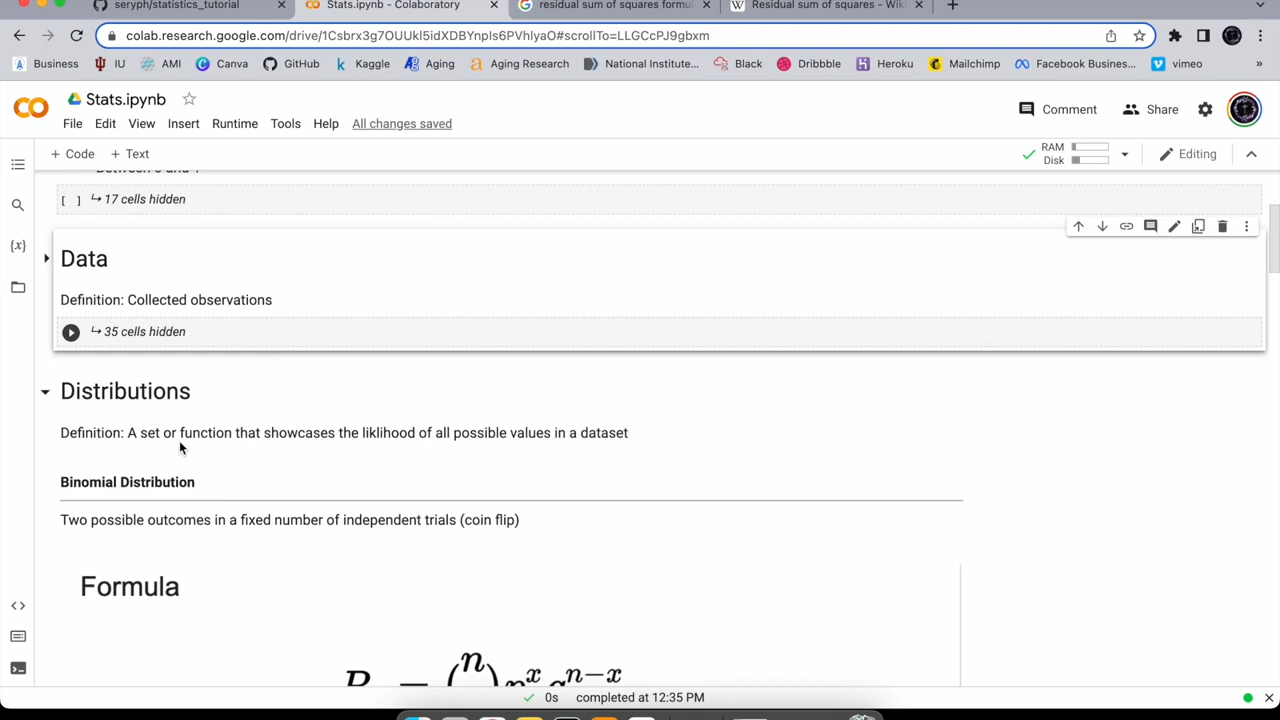 seryph/statistics_tutorial
Stats.ipynb - Colaboratory
residual sum of squares formul
Residual sum of squares - Wiki
colab.research.google.com/drive/1Csbrx3g7OUUkI5idXDBYnpIs6PVhlyaO#scrollTo=LLGCcPJ9gbxm
Business IU AMI Canva GitHub Kaggle Aging Aging Research National Institute... Black Dribbble Heroku Mailchimp Facebook Busines... vimeo »
Stats.ipynb
Comment Share
File Edit View Insert Runtime Tools Help All changes saved
+ Code + Text
RAM
Disk
Editing
[ ] 17 cells hidden
Data
Definition: Collected observations
35 cells hidden
Distributions
Definition: A set or function that showcases the liklihood of all possible values in a dataset
Binomial Distribution
Two possible outcomes in a fixed number of independent trials (coin flip)
Formula
0s completed at 12:35 PM